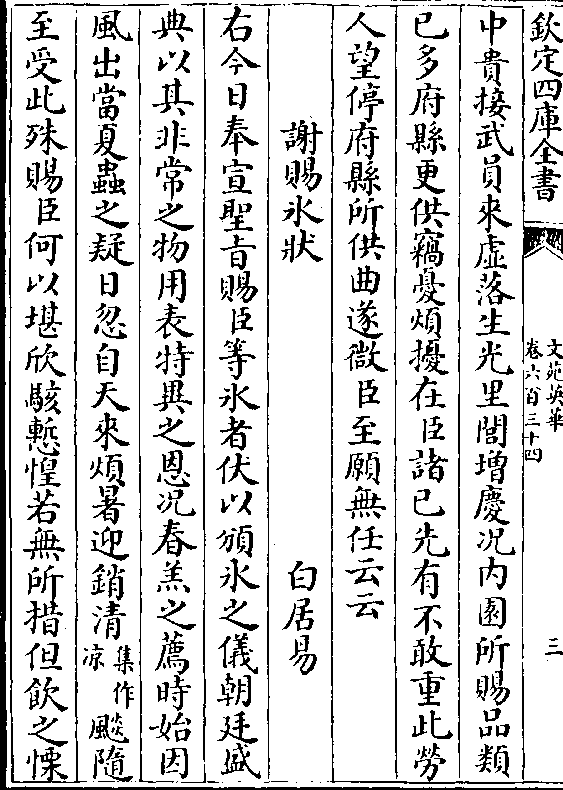 欽定四庫全書
文苑英華
卷六百三十四
三
中貴接武員來虛落生光里閭增慶况内園所賜品類
已多府縣更供竊憂煩擾在臣諸已先有不敢重此勞
人望停府縣所供曲遂微臣至願無任云云
謝賜氷狀
白居易
右今日奉宣聖旨賜臣等氷者伏以頒氷之儀朝廷盛
典以其非常之物用表特異之恩况春羔之薦時始因
風出當夏蟲之疑日忽自天來煩暑迎銷清集作凉飈隨
至受此殊賜臣何以堪欣駭慙惶若無所措但飲之慄